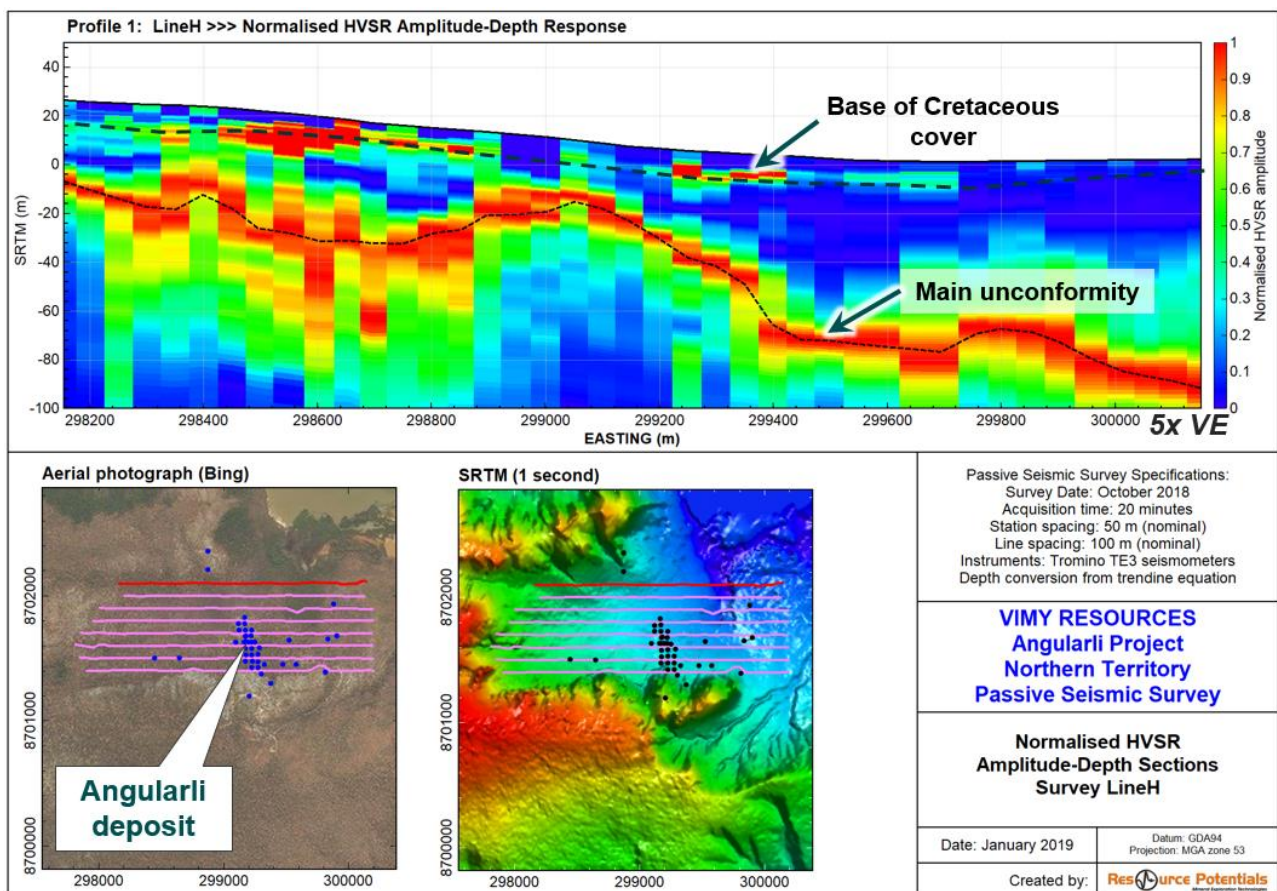 Profile 1: LineH >>> Normalised HVSR Amplitude-Depth Response
40
20
0
-20
-40
-60
-80
-100
SRTM (m)
298200
298400
298600
298800
299000
299200
299400
299600
299800
300000
EASTING (m)
Base of Cretaceous
cover
Main unconformity
1
0.9
0.8
0.7
0.6
0.5
0.4
0.3
0.2
0.1
0
Normalised HVSR amplitude
5x VE
Aerial photograph (Bing)
8702000
8701000
8700000
298000
299000
300000
Angularli
deposit
SRTM (1 second)
8702000
8701000
8700000
298000
299000
300000
Passive Seismic Survey Specifications:
Survey Date: October 2018
Acquisition time: 20 minutes
Station spacing: 50 m (nominal)
Line spacing: 100 m (nominal)
Instruments: Tromino TE3 seismometers
Depth conversion from trendine equation
VIMY RESOURCES
Angularli Project
Northern Territory
Passive Seismic Survey
Normalised HVSR
Amplitude-Depth Sections
Survey LineH
Date: January 2019
Datum: GDA94
Projection: MGA zone 53
Created by:
Resource Potentials